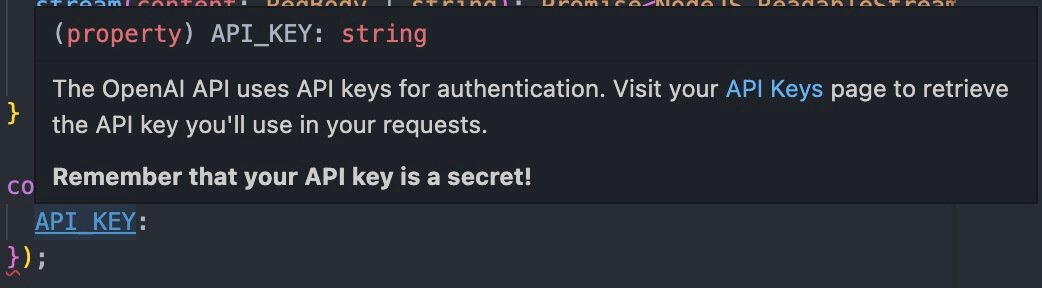 stream(content: ReqBody | string): Promise<NodeJS.ReadableStream
(property) API_KEY: string
The OpenAI API uses API keys for authentication. Visit your API Keys page to retrieve
the API key you'll use in your requests.
}
Remember that your API key is a secret!
co
API_KEY:
});